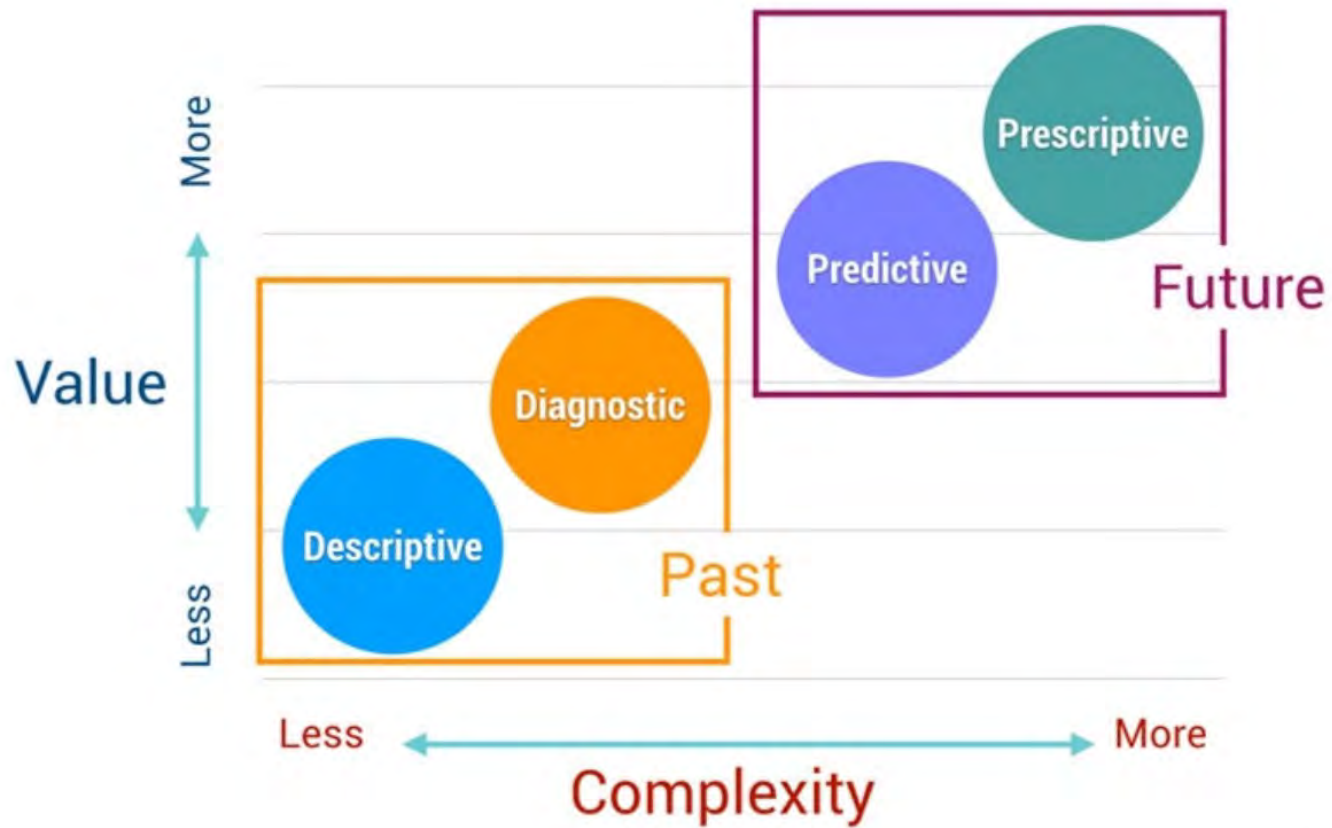 More
Prescriptive
Predictive
Future
Value
Diagnostic
Descriptive
Past
Less
Less
More
Complexity